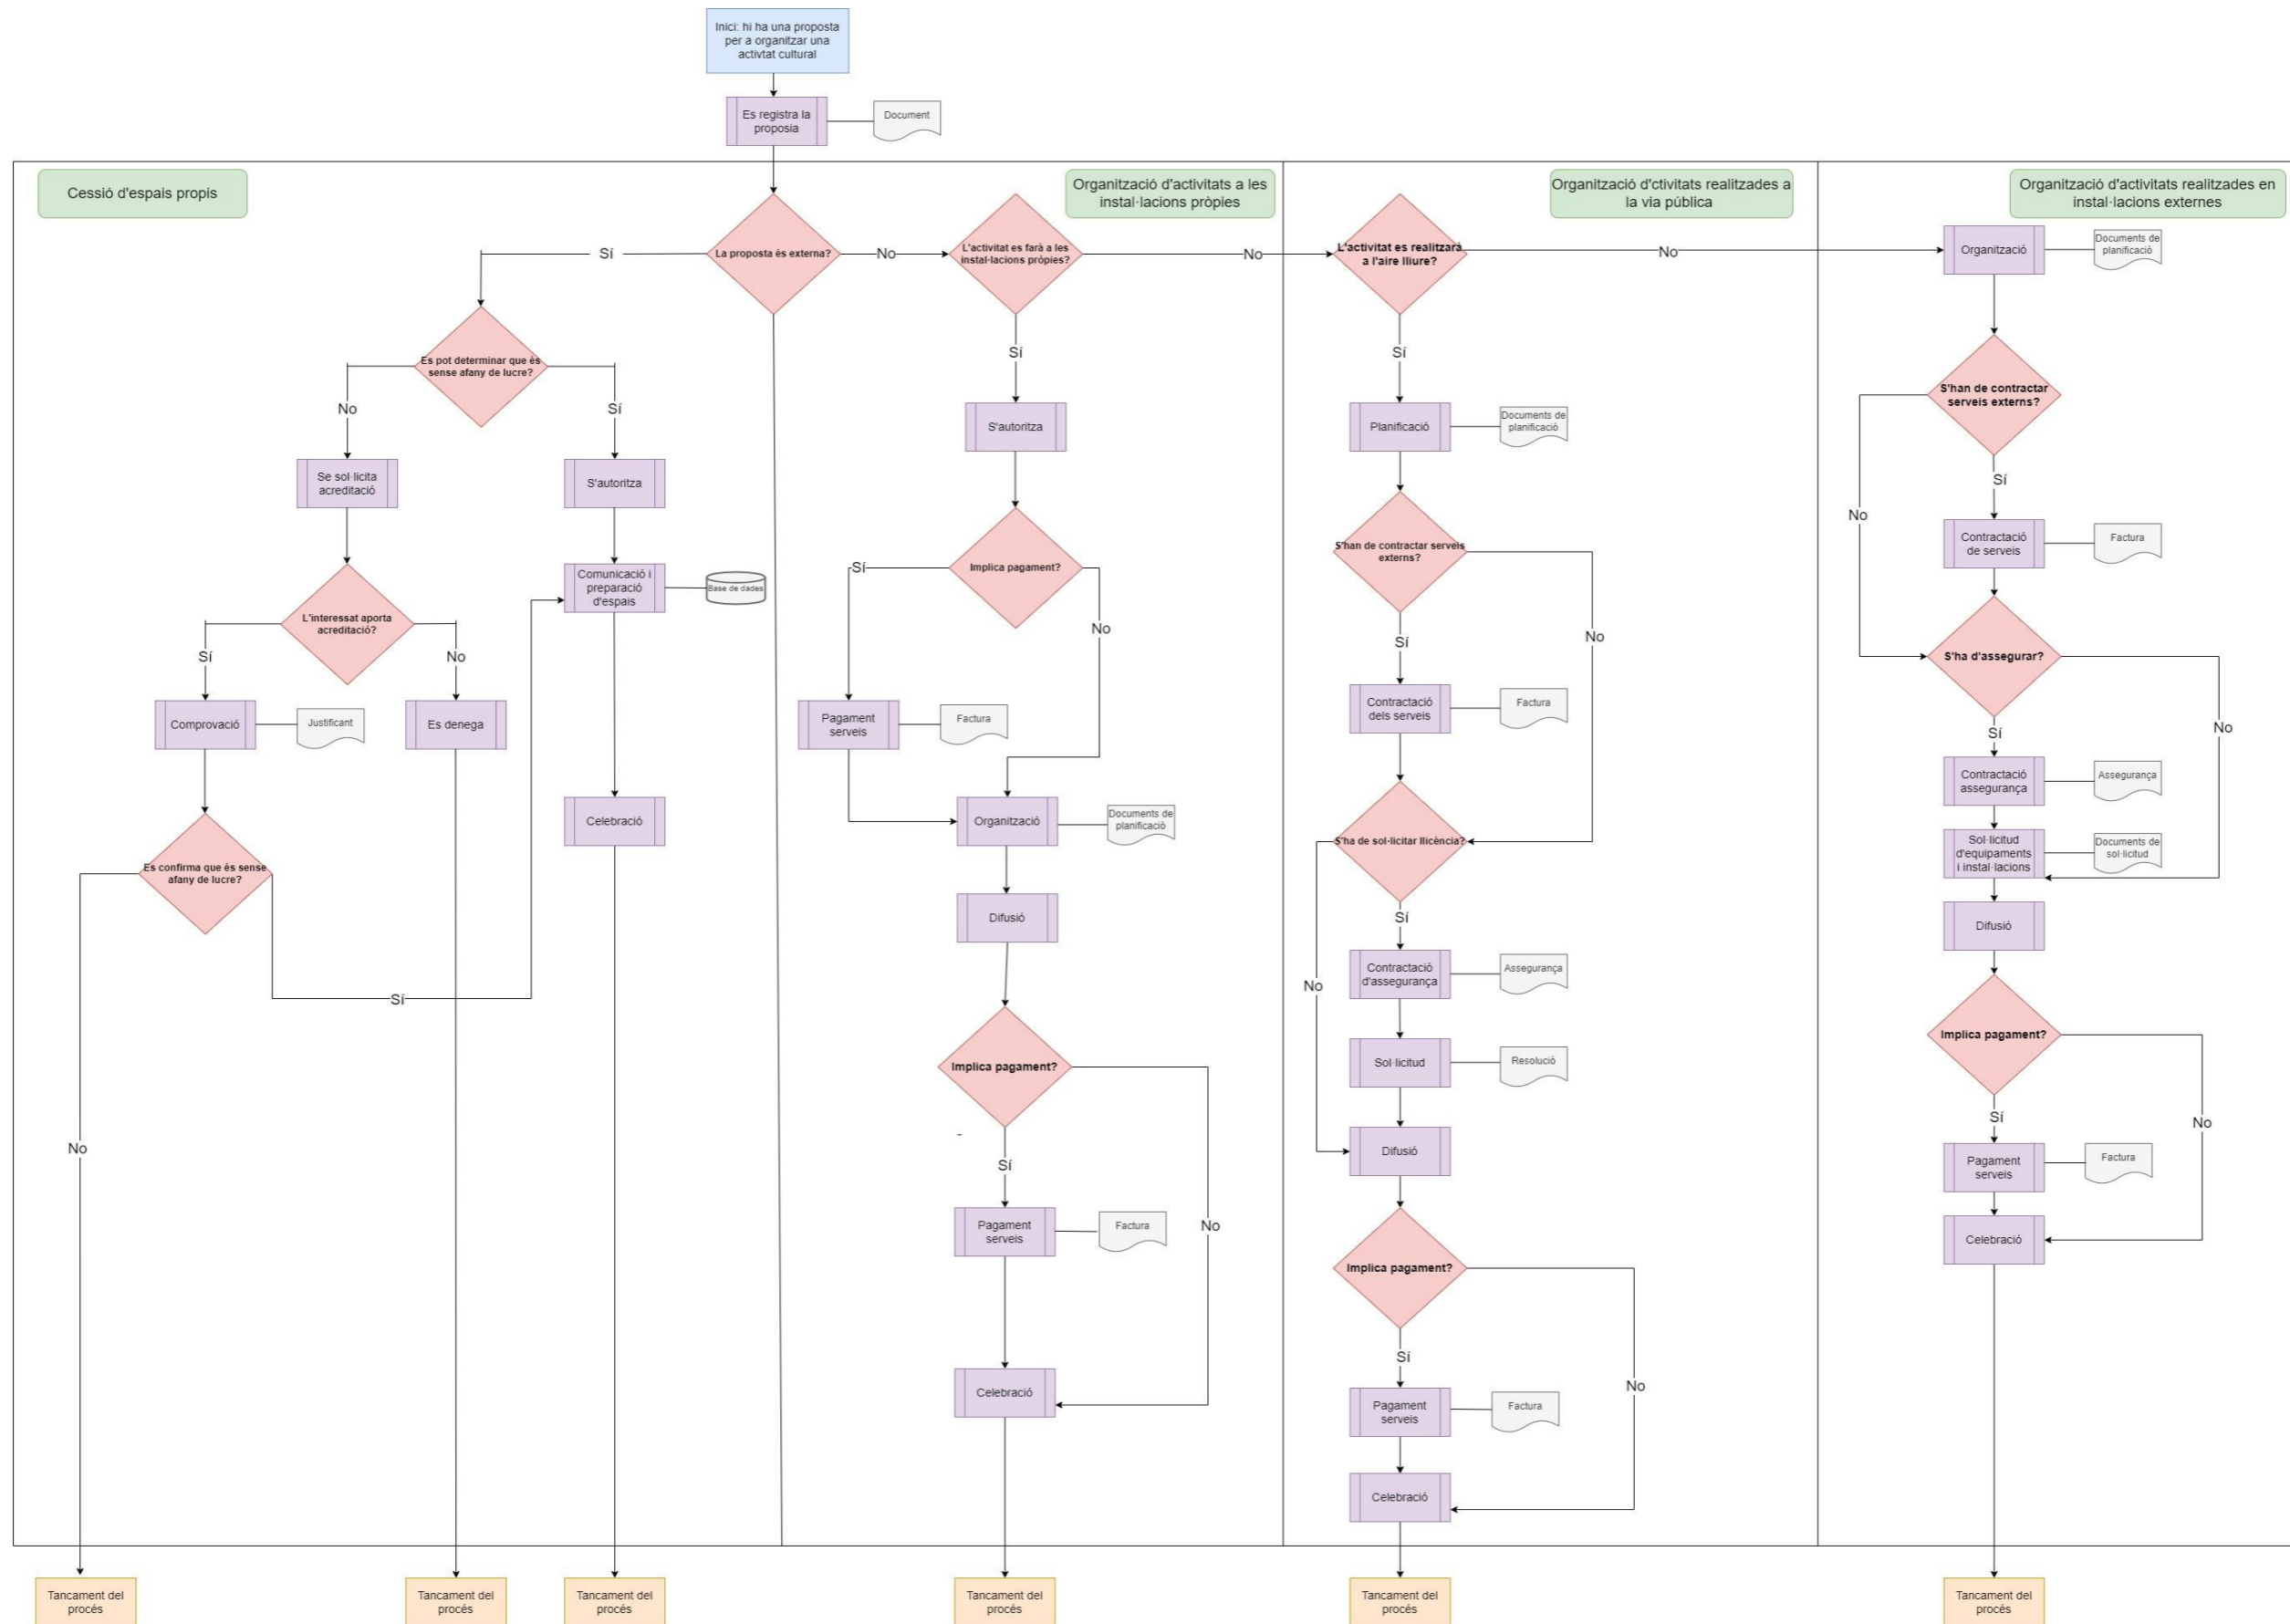 Inici: hi ha una proposta
per a organitzar una
activtat cultural
Es registra la
proposia
Document
Cessió d'espais propis
Organització d'activitats a les
instal·lacions pròpies
Organització d'ctivitats realitzades a
la via pública
Organització d'activitats realitzades en
instal·lacions externes
Sí
La proposta és externa?
No
L'activitat es farà a les
instal·lacions pròpies?
No
L'activitat es realitzarà
a l'aire lliure?
No
Organització
Documents de
planificació
Es pot determinar que és
sense afany de lucre?
No
Sí
Se sol·licita
acreditació
S'autoritza
L'interessat aporta
acreditació?
Comunicació i
preparació
d'espais
Base de dades
Sí
No
Comprovació
Justificant
Es denega
Celebració
Es confirma que és sense
afany de lucre?
Sí
No
Sí
S'autoritza
Implica pagament?
Sí
No
Pagament
serveis
Factura
Organització
Documents de
planificació
Difusió
Implica pagament?
-
Sí
No
Pagament
serveis
Factura
Celebració
Sí
Planificació
Documents de
planificació
S'han de contractar serveis
externs?
No
Sí
Contractació
dels serveis
Factura
S'ha de sol·licitar llicència?
Sí
No
Contractació
d'assegurança
Assegurança
Sol·licitud
Resolució
Difusió
Implica pagament?
Sí
No
Pagament
serveis
Factura
Celebració
S'han de contractar
serveis externs?
Sí
No
Contractació
de serveis
Factura
S'ha d'assegurar?
Sí
No
Contractació
assegurança
Assegurança
Sol·licitud
d'equipaments
i instal·lacions
Documents de
sol·licitud
Difusió
Implica pagament?
Sí
No
Pagament
serveis
Factura
Celebració
Tancament del
procés
Tancament del
procés
Tancament del
procés
Tancament del
procés
Tancament del
procés
Tancament del
procés